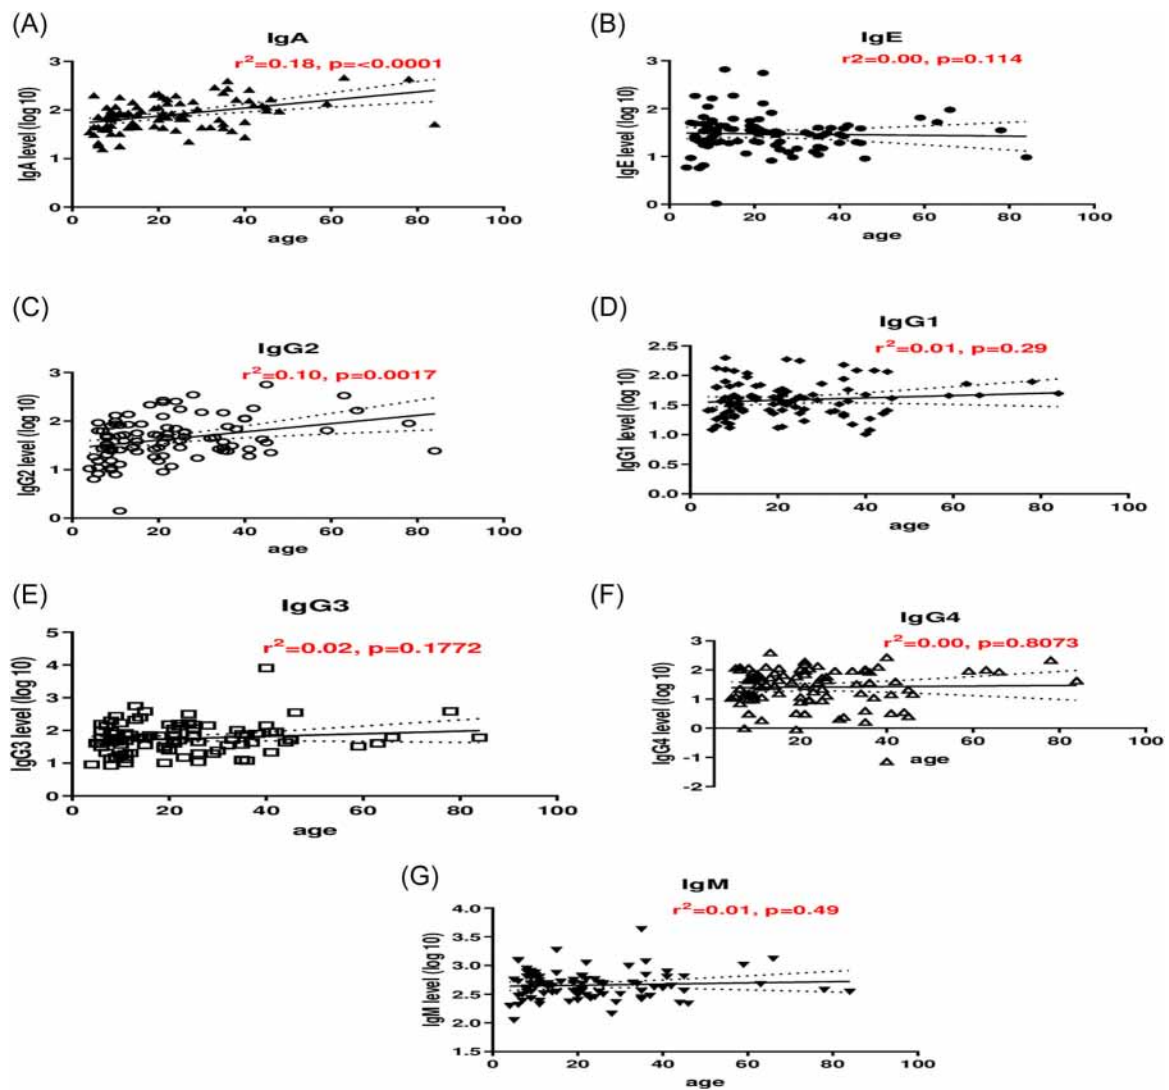 (A)
IgA
r²=0.18, p=<0.0001
IgA level (log 10)
3
2
1
0
0 20 40 60 80 100
age
(B)
IgE
r2=0.00, p=0.114
IgE level (log 10)
3
2
1
0
0 20 40 60 80 100
age
(C)
IgG2
r²=0.10, p=0.0017
IgG2 level (log 10)
3
2
1
0
0 20 40 60 80 100
age
(D)
IgG1
r²=0.01, p=0.29
IgG1 level (log 10)
2.5
2.0
1.5
1.0
0.5
0.0
0 20 40 60 80 100
age
(E)
IgG3
r²=0.02, p=0.1772
IgG3 level (log 10)
5
4
3
2
1
0
0 20 40 60 80 100
age
(F)
IgG4
r²=0.00, p=0.8073
IgG4 level (log 10)
3
2
1
0
-1
-2
20 40 60 80 100
age
(G)
IgM
r²=0.01, p=0.49
IgM level (log 10)
4.0
3.5
3.0
2.5
2.0
1.5
0 20 40 60 80 100
age